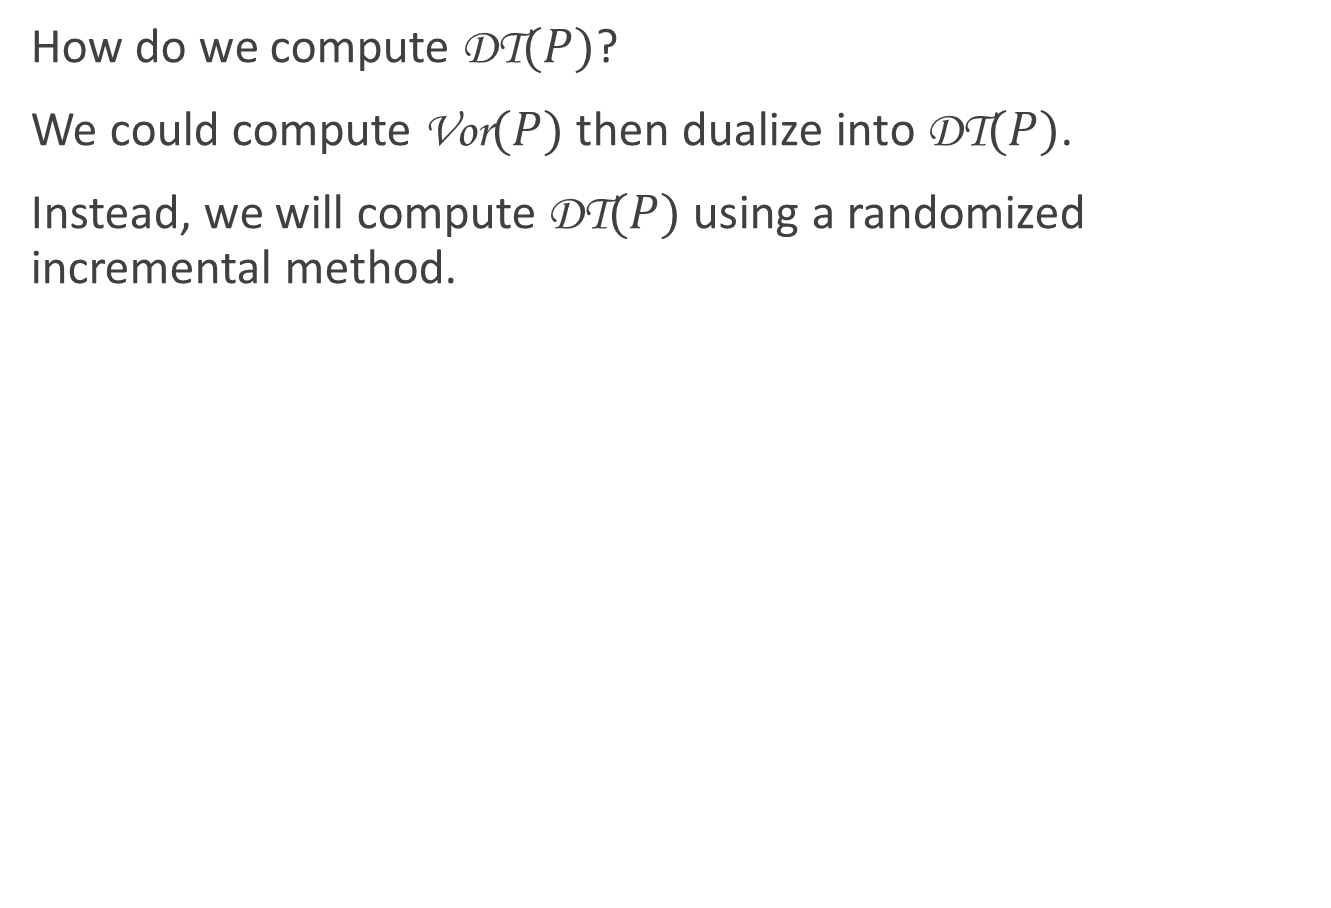 How do we compute 𝒟𝒯(𝑃)?
We could compute 𝒱ℴ𝓇(𝑃) then dualize into 𝒟𝒯(𝑃).
Instead, we will compute 𝒟𝒯(𝑃) using a randomized
incremental method.